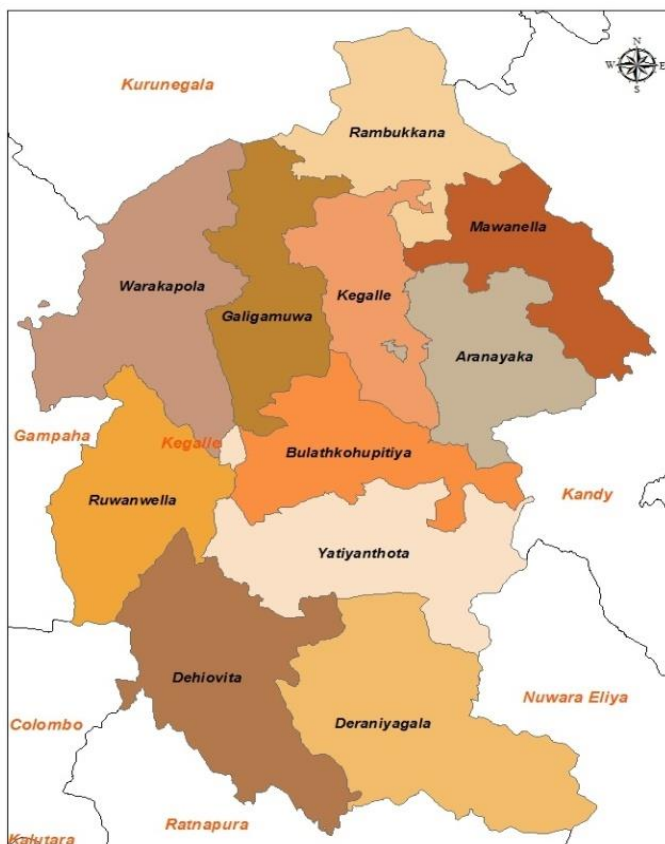 N
W E
S
Kurunegala
Rambukkana
Mawanella
Warakapola
Kegalle
Galigamuwa
Aranayaka
Gampaha
Kegalle
Bulathkohupitiya
Ruwanwella
Kandy
Yatiyanthota
Dehiovita
Nuwara Eliya
Colombo
Deraniyagala
Ratnapura
Kalutara